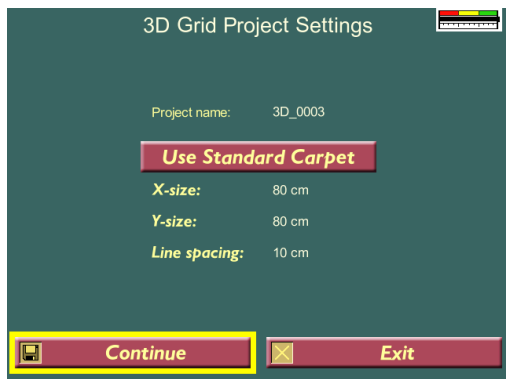 3D Grid Project Settings
Project name: 3D_0003
Use Standard Carpet
X-size: 80 cm
Y-size: 80 cm
Line spacing: 10 cm
Continue Exit